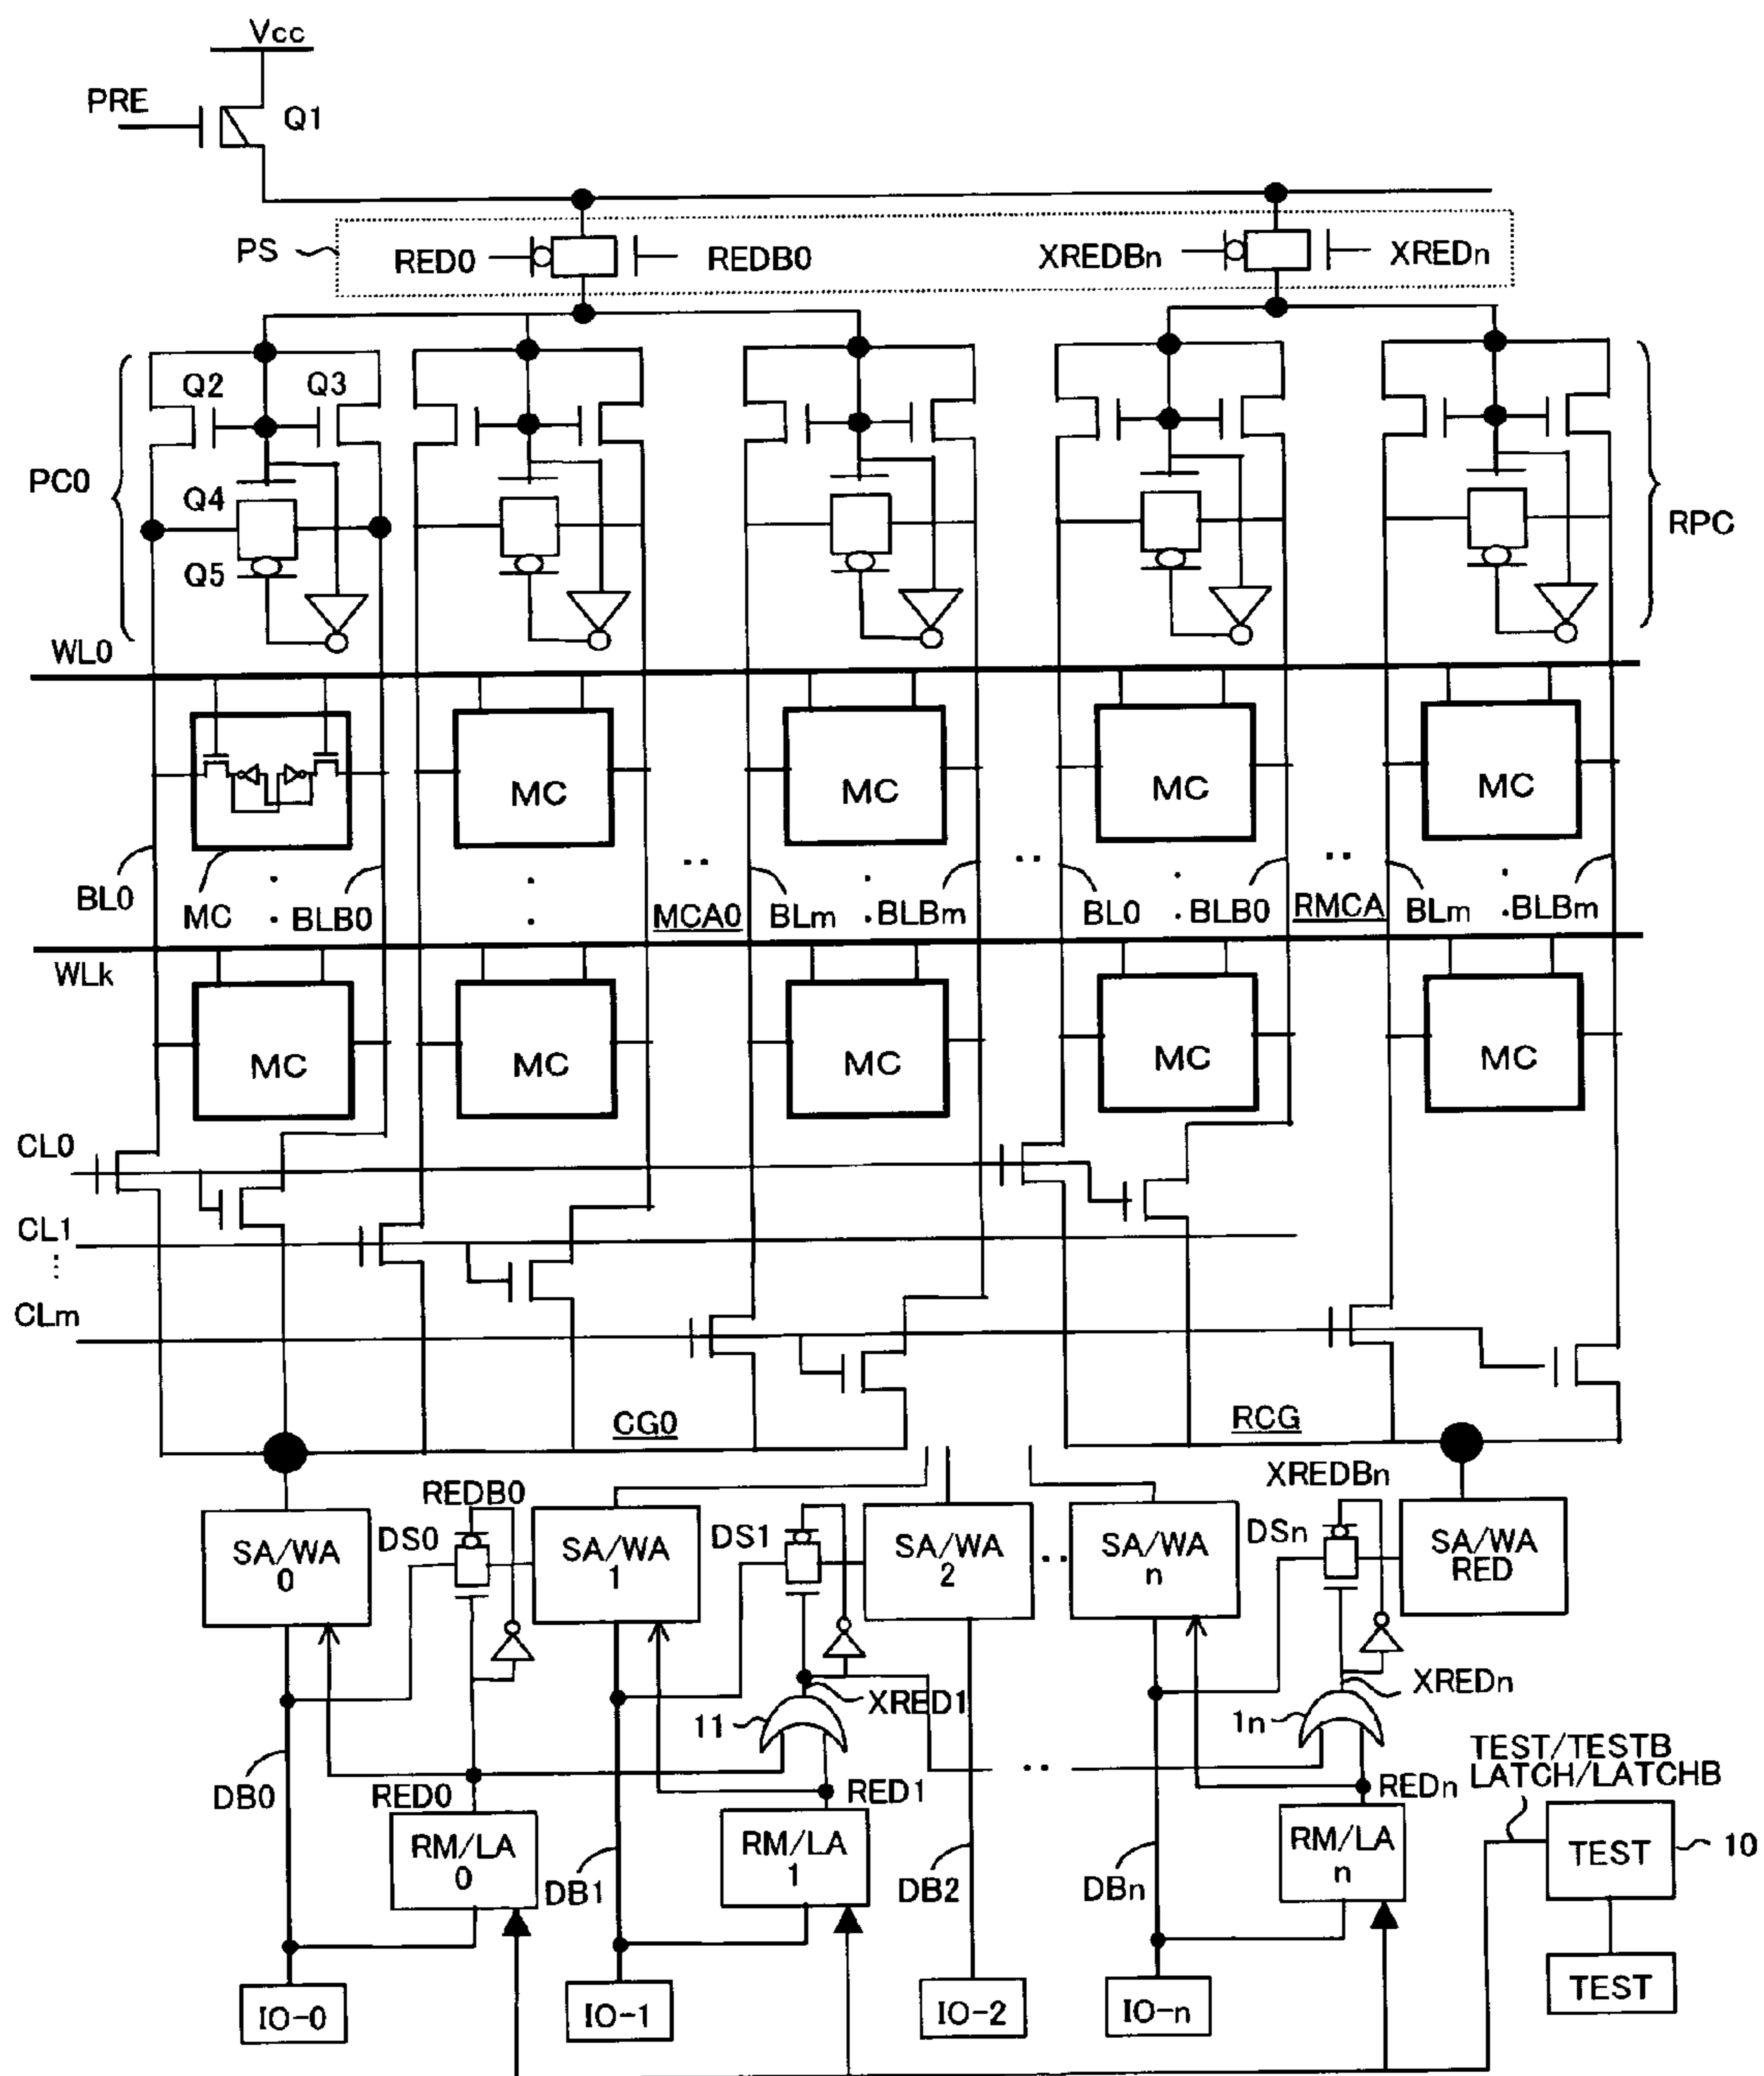 Vcc
PRE
Q1
PS
RED0
REDB0
XREDBn
XREDn
Q2
Q3
PC0
Q4
Q5
RPC
WL0
MC
MC
MC
MC
BL0
MC
BLB0
MCA0
BLm
BLBm
BL0
BLB0
RMCA
BLm
BLBm
WLk
MC
MC
MC
MC
MC
CL0
CL1
CLm
CG0
RCG
REDB0
XREDBn
DS0
DS1
DSn
SA/WA
0
SA/WA
1
SA/WA
2
SA/WA
n
SA/WA
RED
XRED1
XREDn
11
1n
TEST/TESTB
LATCH/LATCHB
DB0
RED0
RED1
REDn
RM/LA
0
DB1
RM/LA
1
DB2
DBn
RM/LA
n
TEST
10
IO-0
IO-1
IO-2
IO-n
TEST